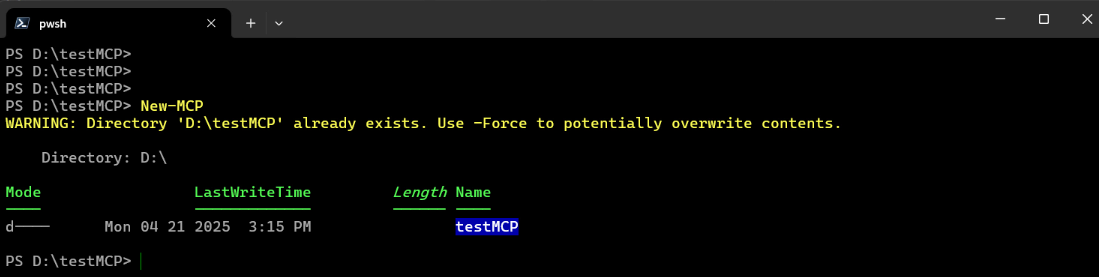 pwsh
PS D:\testMCP>
PS D:\testMCP>
PS D:\testMCP>
PS D:\testMCP> New-MCP
WARNING: Directory 'D:\testMCP' already exists. Use -Force to potentially overwrite contents.
    Directory: D:\
Mode                 LastWriteTime         Length Name
----                 -------------         ------ ----
d----      Mon 04 21 2025  3:15 PM                testMCP
PS D:\testMCP>